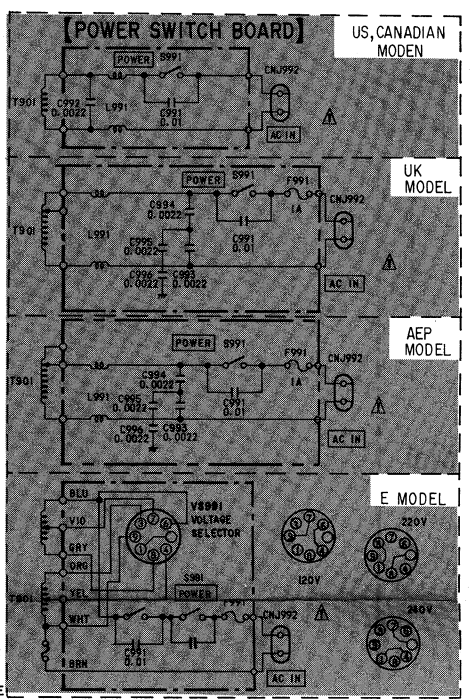 【POWER SWITCH BOARD】
US,CANADIAN
MODEN
POWER
S991
CNJ992
T901
C992
0.0022
L991
C991
0.01
AC IN
UK
MODEL
POWER
S991
F991
CNJ992
1A
C994
0.0022
T901
L991
C995
0.0022
C991
0.01
C996
0.0022
C993
0.0022
AC IN
AEP
MODEL
POWER
S991
F991
CNJ992
1A
T901
C994
0.0022
L991
C995
0.0022
C991
0.01
C996
0.0022
C993
0.0022
AC IN
E MODEL
BLU
VIO
GRY
ORG
YEL
WHT
BRN
VS991
VOLTAGE
SELECTOR
120V
220V
240V
T901
S991
POWER
F991
CNJ992
C991
0.01
AC IN